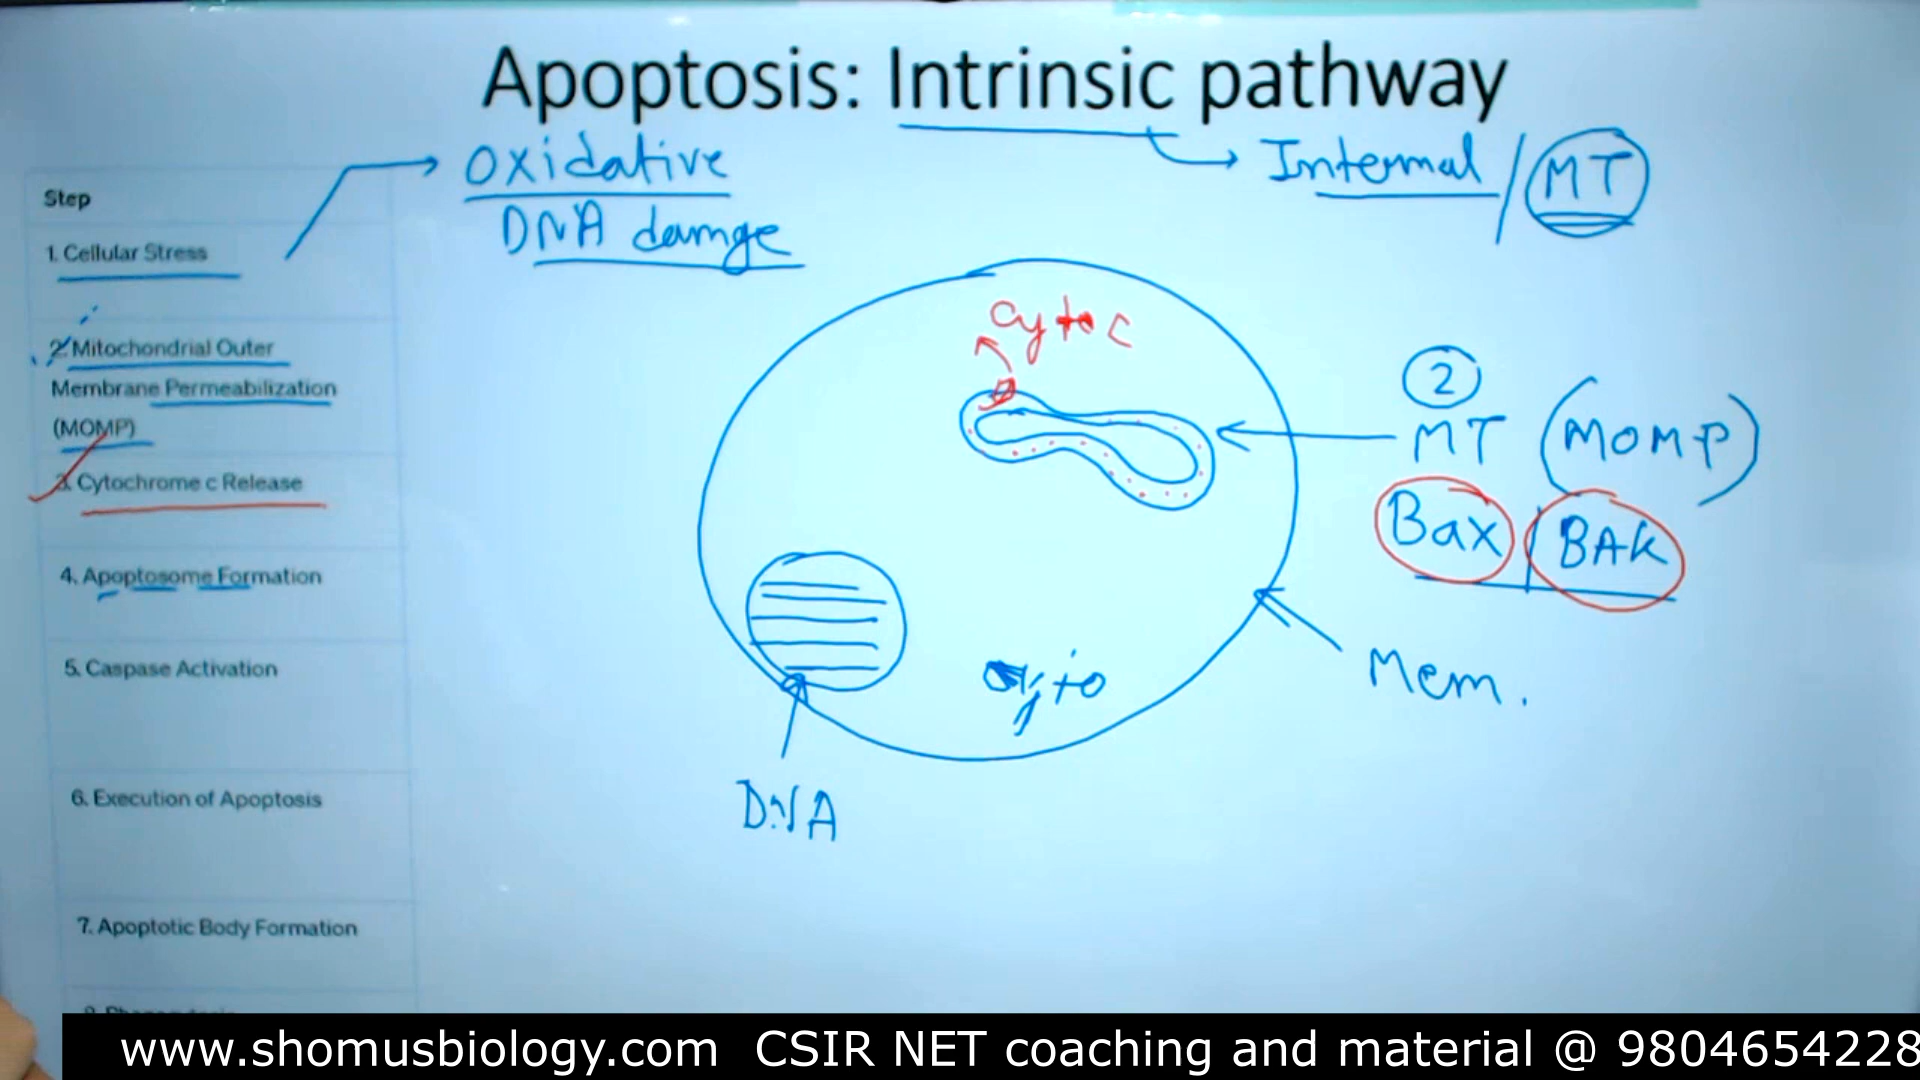 Apoptosis: Intrinsic pathway
Oxidative
DNA damge
Internal / MT
Step
1. Cellular Stress
2. Mitochondrial Outer
Membrane Permeabilization
(MOMP)
3. Cytochrome c Release
4. Apoptosome Formation
5. Caspase Activation
6. Execution of Apoptosis
7. Apoptotic Body Formation
Cyto C
2
MT (MOMP)
Bax | BAK
Mem.
Cyto
DNA
www.shomusbiology.com CSIR NET coaching and material @ 9804654228